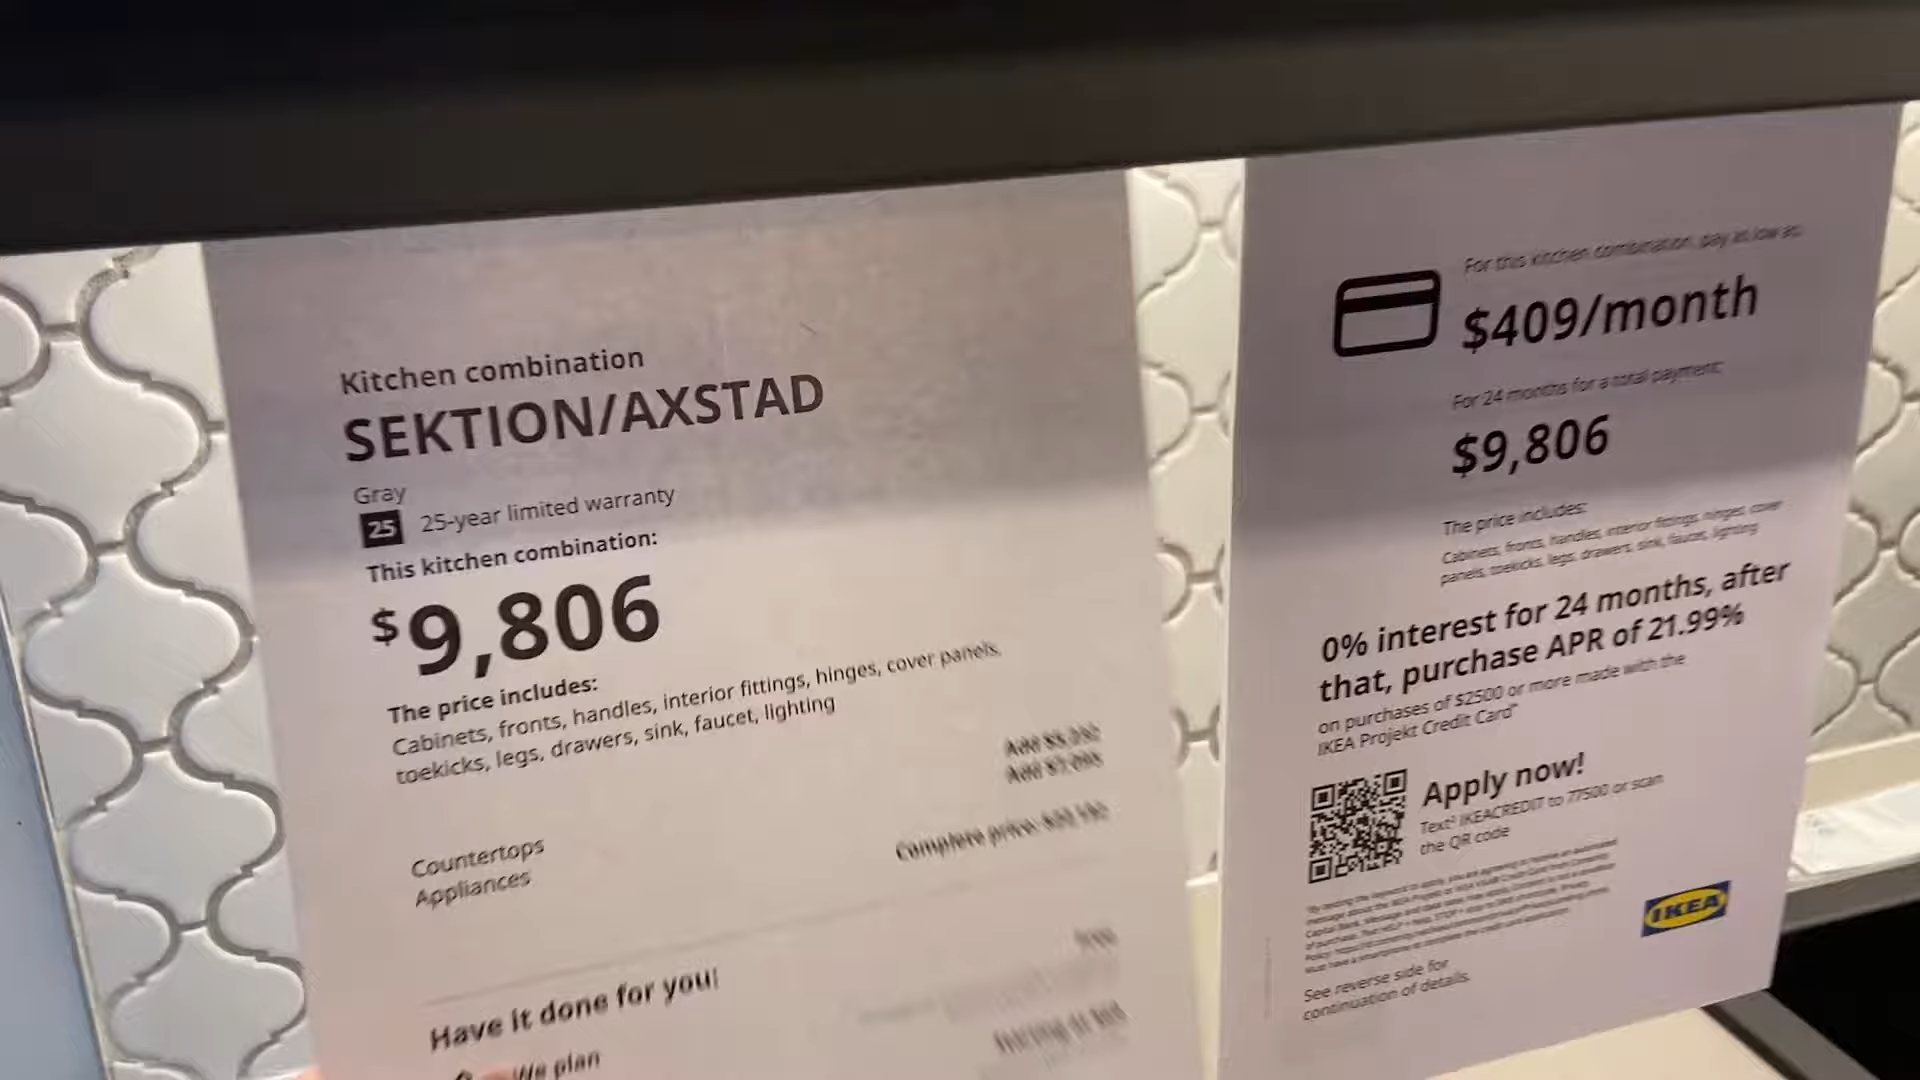 Kitchen combination
SEKTION/AXSTAD
Gray
25 25-year limited warranty
This kitchen combination:
$9,806
The price includes:
Cabinets, fronts, handles, interior fittings, hinges, cover panels,
toekicks, legs, drawers, sink, faucet, lighting
Countertops
Appliances
Complete price:
Have it done for you!
We plan
For this kitchen combination, pay as low as:
$409/month
For 24 months for a total payment:
$9,806
The price includes:
Cabinets, fronts, handles, interior fittings, hinges, cover
panels, toekicks, legs, drawers, sink, faucet, lighting
0% interest for 24 months, after
that, purchase APR of 21.99%
on purchases of $2500 or more made with the
IKEA Projekt Credit Card*
Apply now!
Text² IKEACREDIT to 77500 or scan
the QR code
IKEA
See reverse side for
continuation of details.